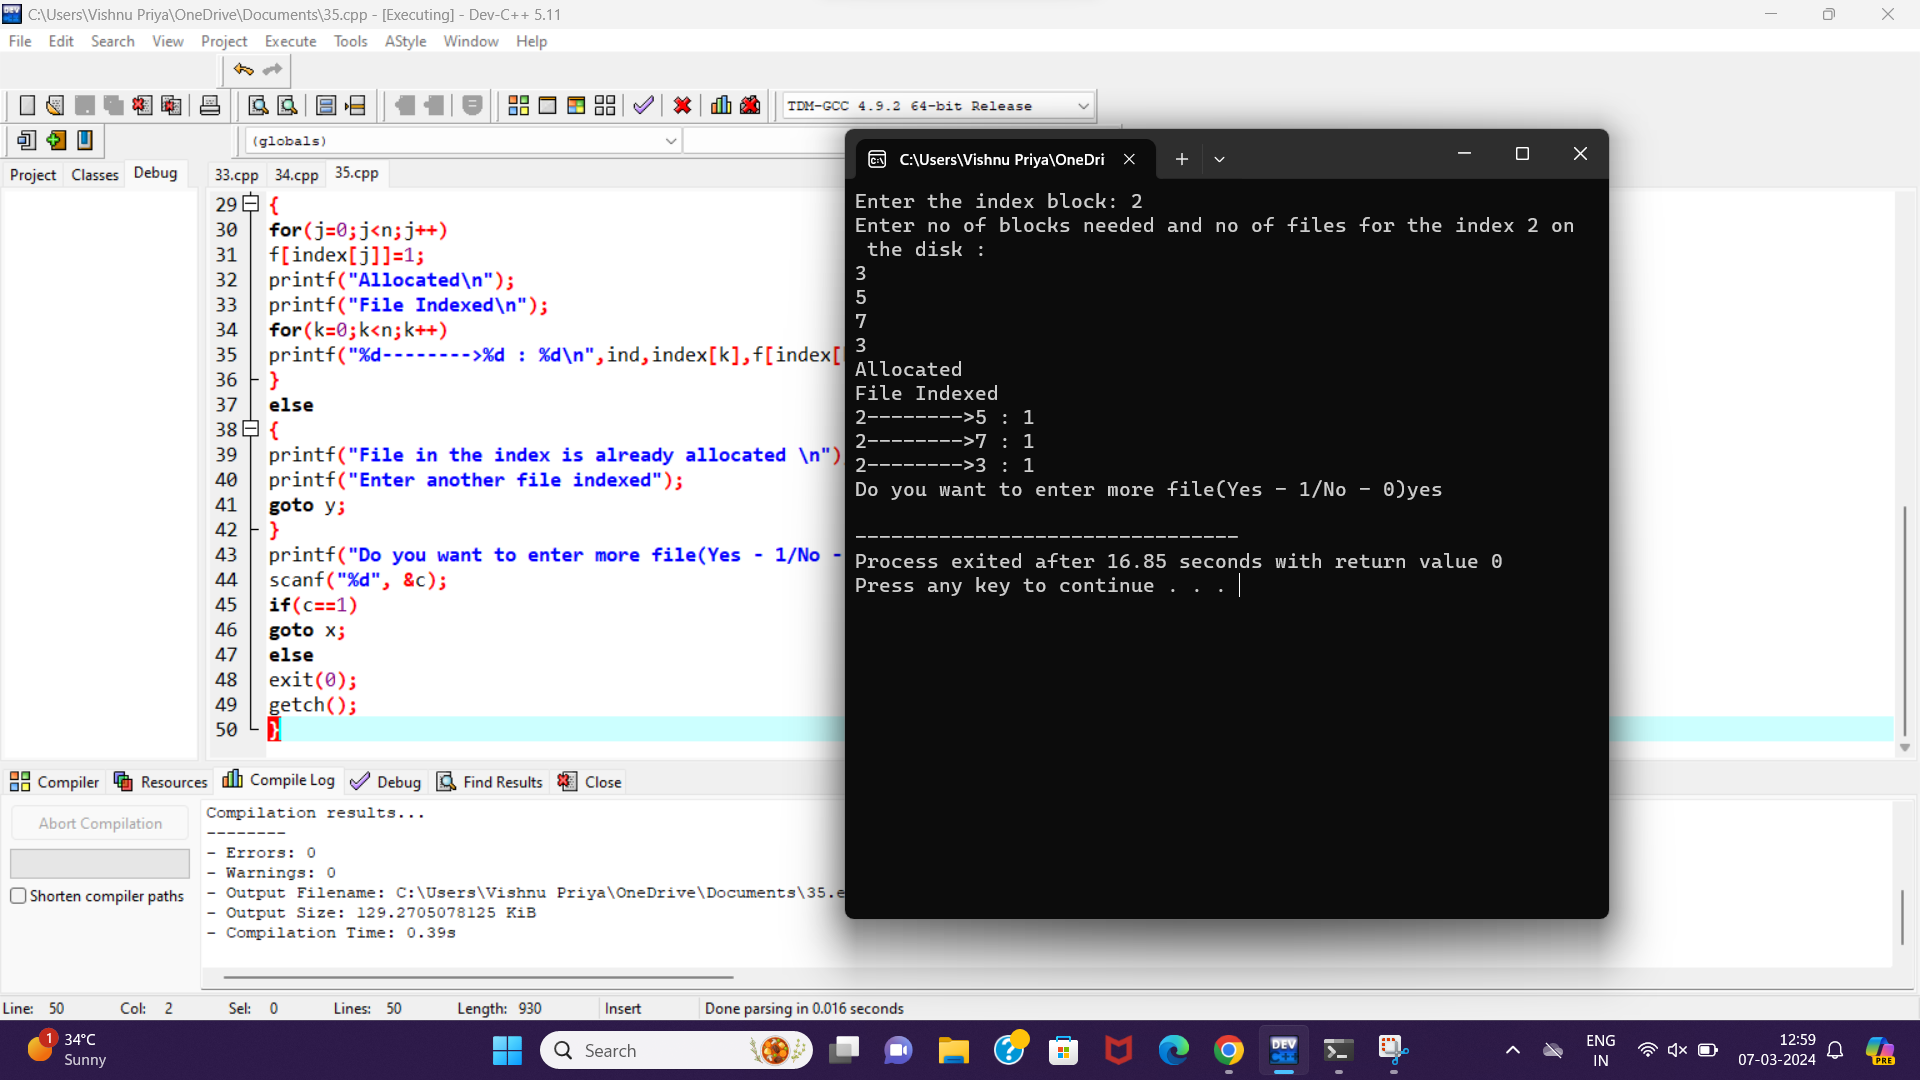 C:\Users\Vishnu Priya\OneDrive\Documents\35.cpp - [Executing] - Dev-C++ 5.11
File Edit Search View Project Execute Tools AStyle Window Help
TDM-GCC 4.9.2 64-bit Release
(globals)
Project Classes Debug
33.cpp 34.cpp 35.cpp
29 {
30 for(j=0;j<n;j++)
31 f[index[j]]=1;
32 printf("Allocated\n");
33 printf("File Indexed\n");
34 for(k=0;k<n;k++)
35 printf("%d-------->%d : %d\n",ind,index[k],f[index[
36 }
37 else
38 {
39 printf("File in the index is already allocated \n")
40 printf("Enter another file indexed");
41 goto y;
42 }
43 printf("Do you want to enter more file(Yes - 1/No -
44 scanf("%d", &c);
45 if(c==1)
46 goto x;
47 else
48 exit(0);
49 getch();
50 }
C:\Users\Vishnu Priya\OneDri
Enter the index block: 2
Enter no of blocks needed and no of files for the index 2 on
the disk :
3
5
7
3
Allocated
File Indexed
2-------->5 : 1
2-------->7 : 1
2-------->3 : 1
Do you want to enter more file(Yes - 1/No - 0)yes
--------------------------------
Process exited after 16.85 seconds with return value 0
Press any key to continue . . .
Compiler Resources Compile Log Debug Find Results Close
Abort Compilation
Shorten compiler paths
Compilation results...
--------
- Errors: 0
- Warnings: 0
- Output Filename: C:\Users\Vishnu Priya\OneDrive\Documents\35.e
- Output Size: 129.2705078125 KiB
- Compilation Time: 0.39s
Line: 50 Col: 2 Sel: 0 Lines: 50 Length: 930 Insert Done parsing in 0.016 seconds
1
34°C
Sunny
Search
DEV
ENG
IN
12:59
07-03-2024
PRE